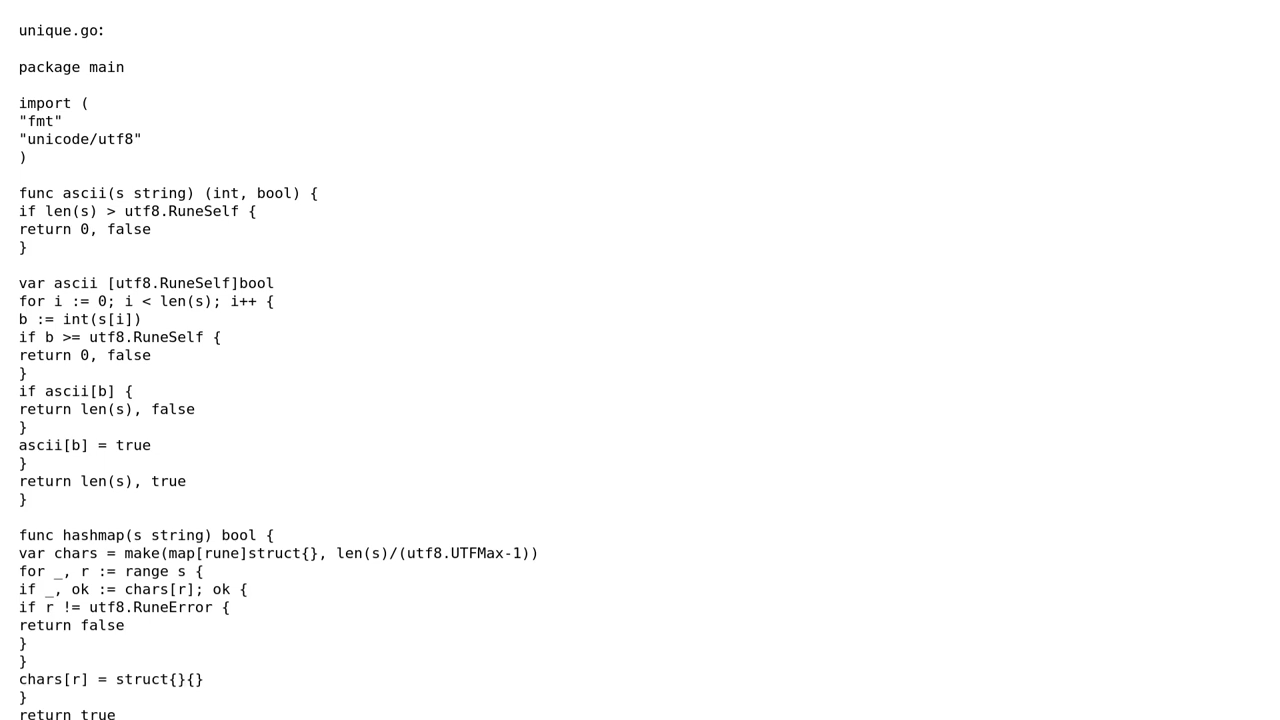 unique.go:
package main
import (
"fmt"
"unicode/utf8"
)
func ascii(s string) (int, bool) {
if len(s) > utf8.RuneSelf {
return 0, false
}
var ascii [utf8.RuneSelf]bool
for i := 0; i < len(s); i++ {
b := int(s[i])
if b >= utf8.RuneSelf {
return 0, false
}
if ascii[b] {
return len(s), false
}
ascii[b] = true
}
return len(s), true
}
func hashmap(s string) bool {
var chars = make(map[rune]struct{}, len(s)/(utf8.UTFMax-1))
for _, r := range s {
if _, ok := chars[r]; ok {
if r != utf8.RuneError {
return false
}
}
chars[r] = struct{}{}
}
return true